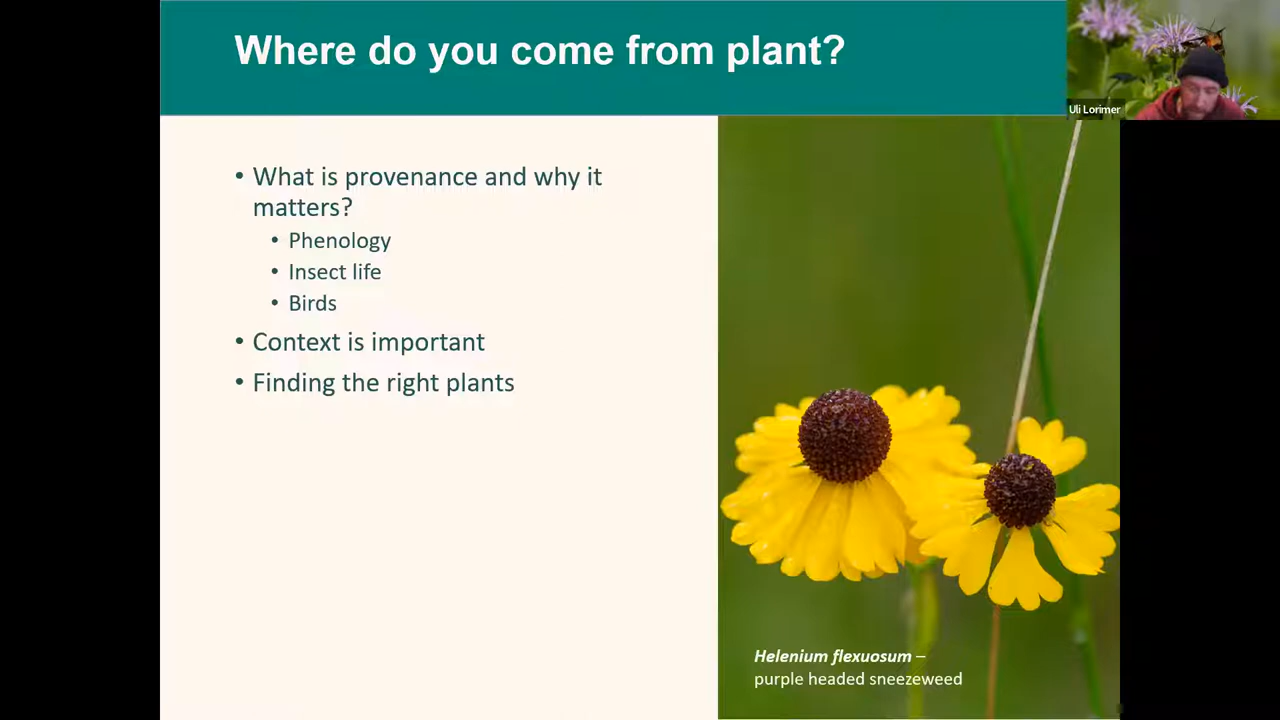 Where do you come from plant?
Uli Lorimer
• What is provenance and why it
matters?
• Phenology
• Insect life
• Birds
• Context is important
• Finding the right plants
Helenium flexuosum –
purple headed sneezeweed